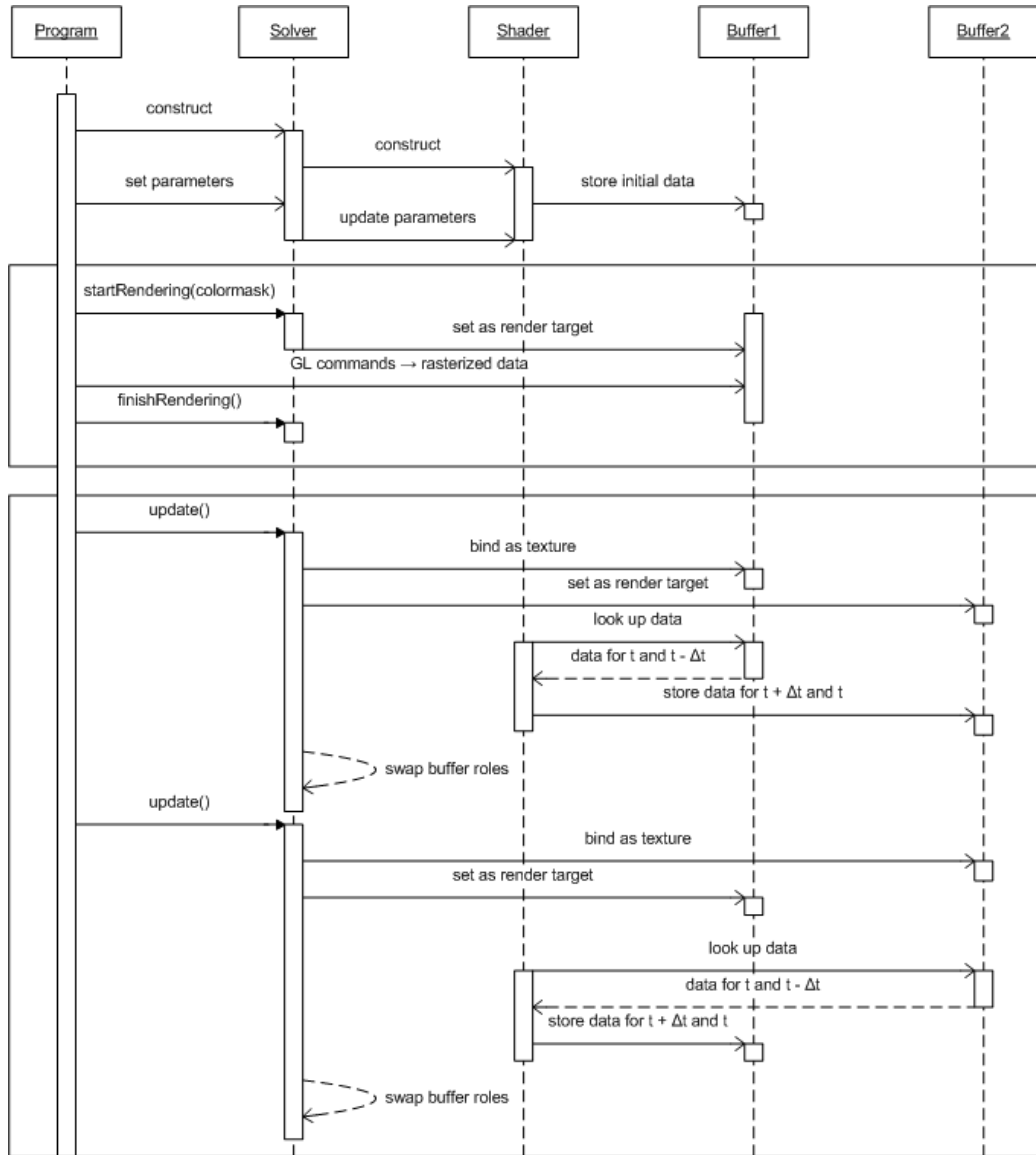 Program
Solver
Shader
Buffer1
Buffer2
construct
construct
set parameters
store initial data
update parameters
startRendering(colormask)
set as render target
GL commands → rasterized data
finishRendering()
update()
bind as texture
set as render target
look up data
data for t and t - Δt
store data for t + Δt and t
swap buffer roles
update()
bind as texture
set as render target
look up data
data for t and t - Δt
store data for t + Δt and t
swap buffer roles